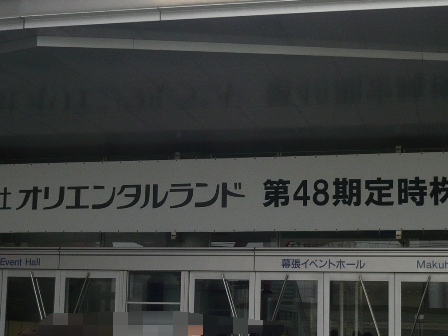 社 オリエンタルランド 第48期定時株
Event Hall 幕張イベントホール Makuh